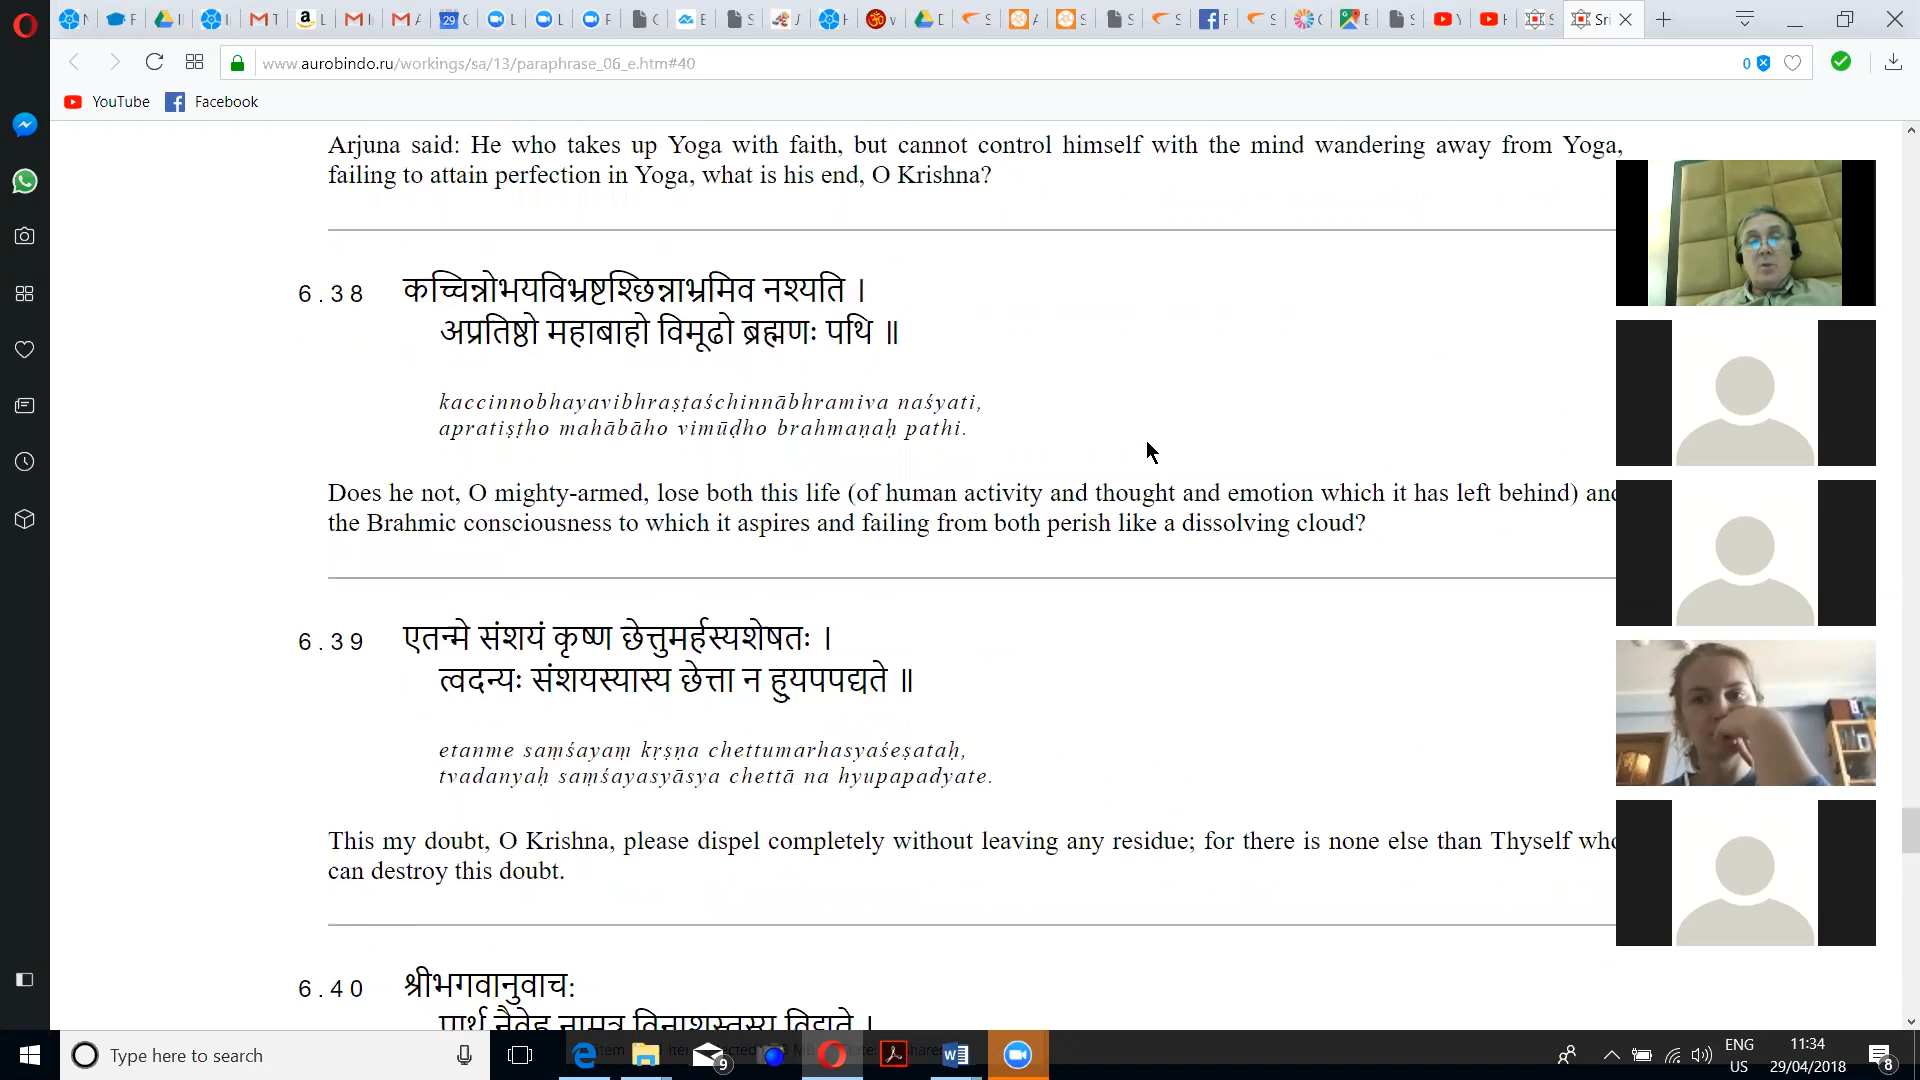 www.aurobindo.ru/workings/sa/13/paraphrase_06_e.htm#40
0
YouTube
Facebook
Arjuna said: He who takes up Yoga with faith, but cannot control himself with the mind wandering away from Yoga,
failing to attain perfection in Yoga, what is his end, O Krishna?
6.38
कच्चिन्नोभयविभ्रष्टश्छिन्नाभ्रमिव नश्यति ।
अप्रतिष्ठो महाबाहो विमूढो ब्रह्मणः पथि ॥
kaccinnobhayavibhraṣṭaśchinnābhramiva naśyati,
apratiṣṭho mahābāho vimūḍho brahmaṇaḥ pathi.
Does he not, O mighty-armed, lose both this life (of human activity and thought and emotion which it has left behind) and
the Brahmic consciousness to which it aspires and failing from both perish like a dissolving cloud?
6.39
एतन्मे संशयं कृष्ण छेत्तुमर्हस्यशेषतः ।
त्वदन्यः संशयस्यास्य छेत्ता न ह्युपपद्यते ॥
etanme saṃśayaṃ kṛṣṇa chettumarhasyaśeṣataḥ,
tvadanyaḥ saṃśayasyāsya chettā na hyupapadyate.
This my doubt, O Krishna, please dispel completely without leaving any residue; for there is none else than Thyself who
can destroy this doubt.
6.40
श्रीभगवानुवाच:
पार्थ नैवेह नामुत्र विनाशस्तस्य विद्यते ।
Type here to search
9
ENG
US
11:34
29/04/2018
8